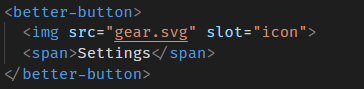 <better-button>
  <img src="gear.svg" slot="icon">
  <span>Settings</span>
</better-button>